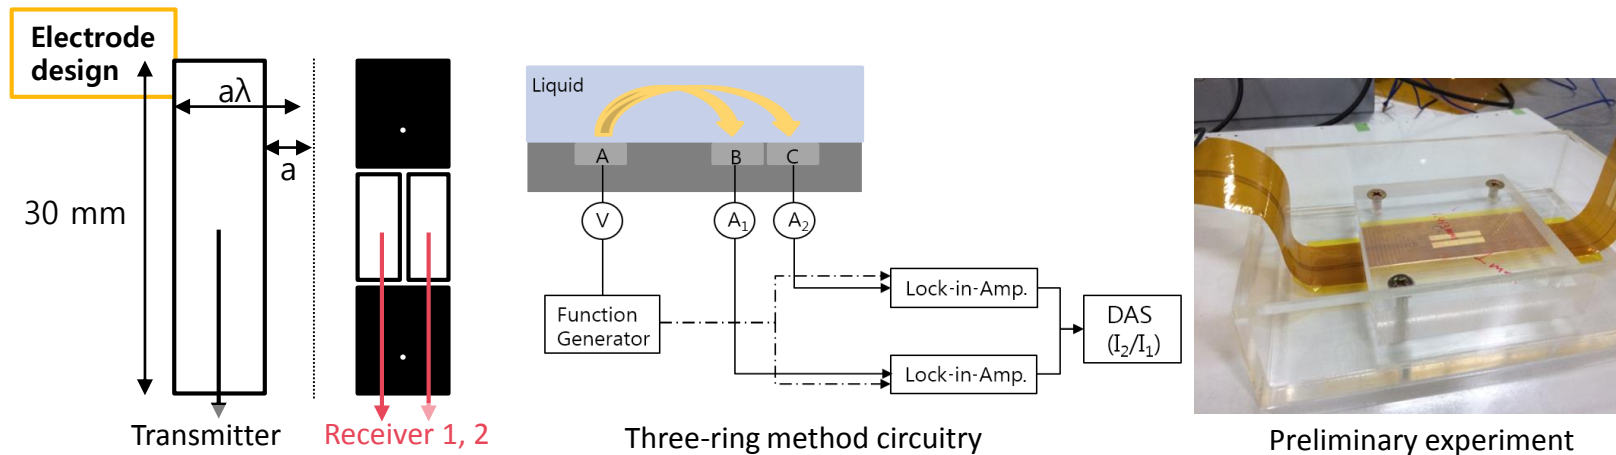 Electrode
design
aλ
a
30 mm
Transmitter
Receiver 1, 2
Liquid
A
B
C
V
A₁
A₂
Function
Generator
Lock-in-Amp.
Lock-in-Amp.
DAS
(I₂/I₁)
Three-ring method circuitry
Preliminary experiment